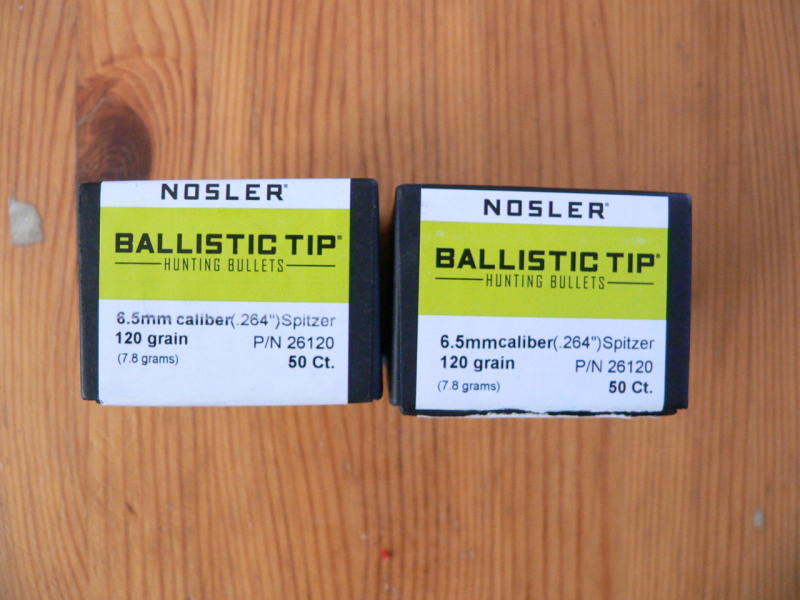 NOSLER®
BALLISTIC TIP®
HUNTING BULLETS
6.5mm caliber(.264")Spitzer
120 grain P/N 26120
(7.8 grams) 50 Ct.
NOSLER®
BALLISTIC TIP®
HUNTING BULLETS
6.5mmcaliber(.264")Spitzer
120 grain P/N 26120
(7.8 grams) 50 Ct.